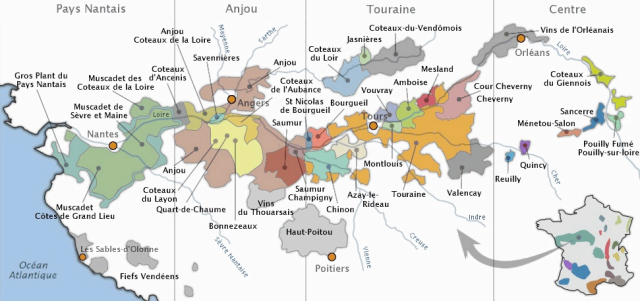 Pays Nantais
Anjou
Touraine
Centre
Gros Plant du
Pays Nantais
Muscadet des
Coteaux de la Loire
Muscadet de
Sèvre et Maine
Nantes
Muscadet
Côtes de Grand Lieu
Les Sables-d'Olonne
Fiefs Vendéens
Océan
Atlantique
Anjou
Coteaux de la Loire
Savennières
Coteaux
d'Ancenis
Mayenne
Sarthe
Anjou
Coteaux
de l'Aubance
Angers
Loire
Anjou
Coteaux
du Layon
Quart-de-Chaume
Bonnezeaux
Sèvre Nantaise
Vins
du Thouarsais
Saumur
St Nicolas
de Bourgueil
Bourgueil
Saumur
Champigny
Chinon
Haut-Poitou
Poitiers
Coteaux-du-Vendômois
Jasnières
Coteaux
du Loir
Vouvray
Amboise
Mesland
Tours
Cour Cheverny
Cheverny
Montlouis
Azay-le-
Rideau
Touraine
Valencay
Vienne
Creuse
Indre
Vins de l'Orléanais
Orléans
Loire
Coteaux
du Giennois
Sancerre
Ménetou-Salon
Pouilly Fumé
Pouilly-sur-loire
Quincy
Reuilly
Cher